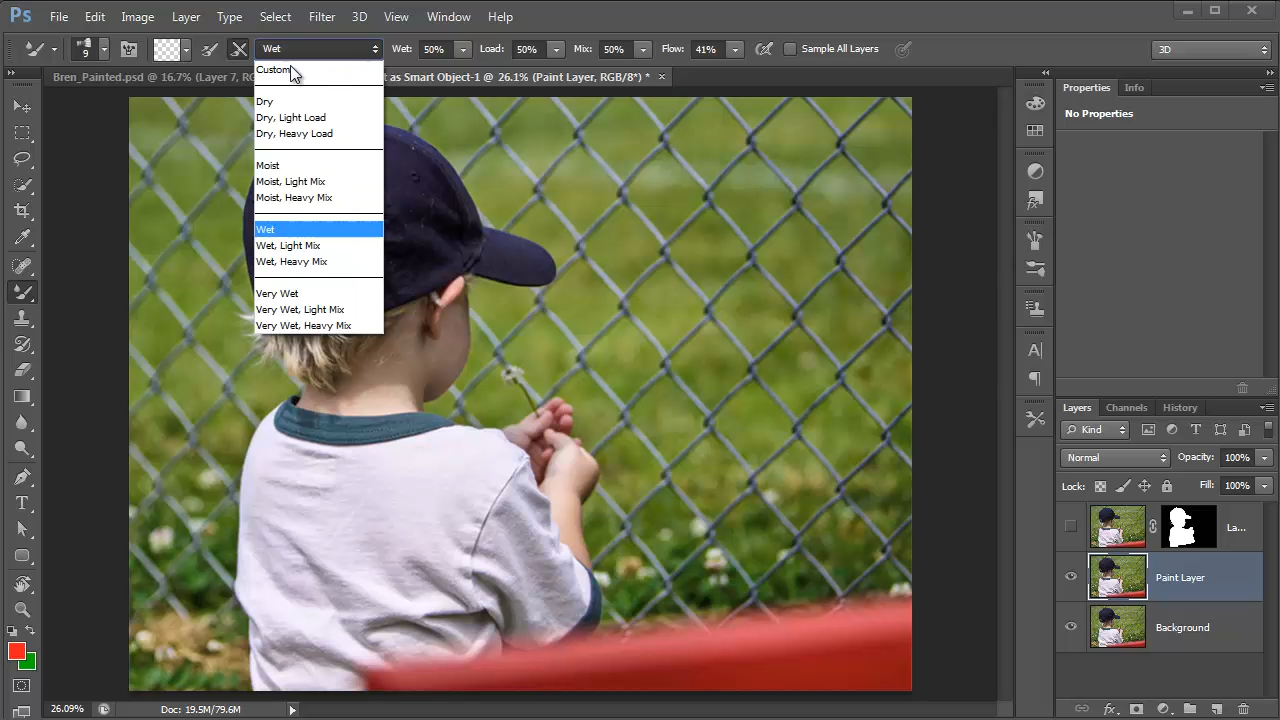 Ps File Edit Image Layer Type Select Filter 3D View Window Help
9 Wet Wet: 50% Load: 50% Mix: 50% Flow: 41% Sample All Layers 3D
Bren_Painted.psd @ 16.7% (Layer 7, RG t as Smart Object-1 @ 26.1% (Paint Layer, RGB/8*) *
Custom
Dry
Dry, Light Load
Dry, Heavy Load
Moist
Moist, Light Mix
Moist, Heavy Mix
Wet
Wet, Light Mix
Wet, Heavy Mix
Very Wet
Very Wet, Light Mix
Very Wet, Heavy Mix
Properties Info
No Properties
Layers Channels History
Kind
Normal Opacity: 100%
Lock: Fill: 100%
La...
Paint Layer
Background
26.09% Doc: 19.5M/79.6M